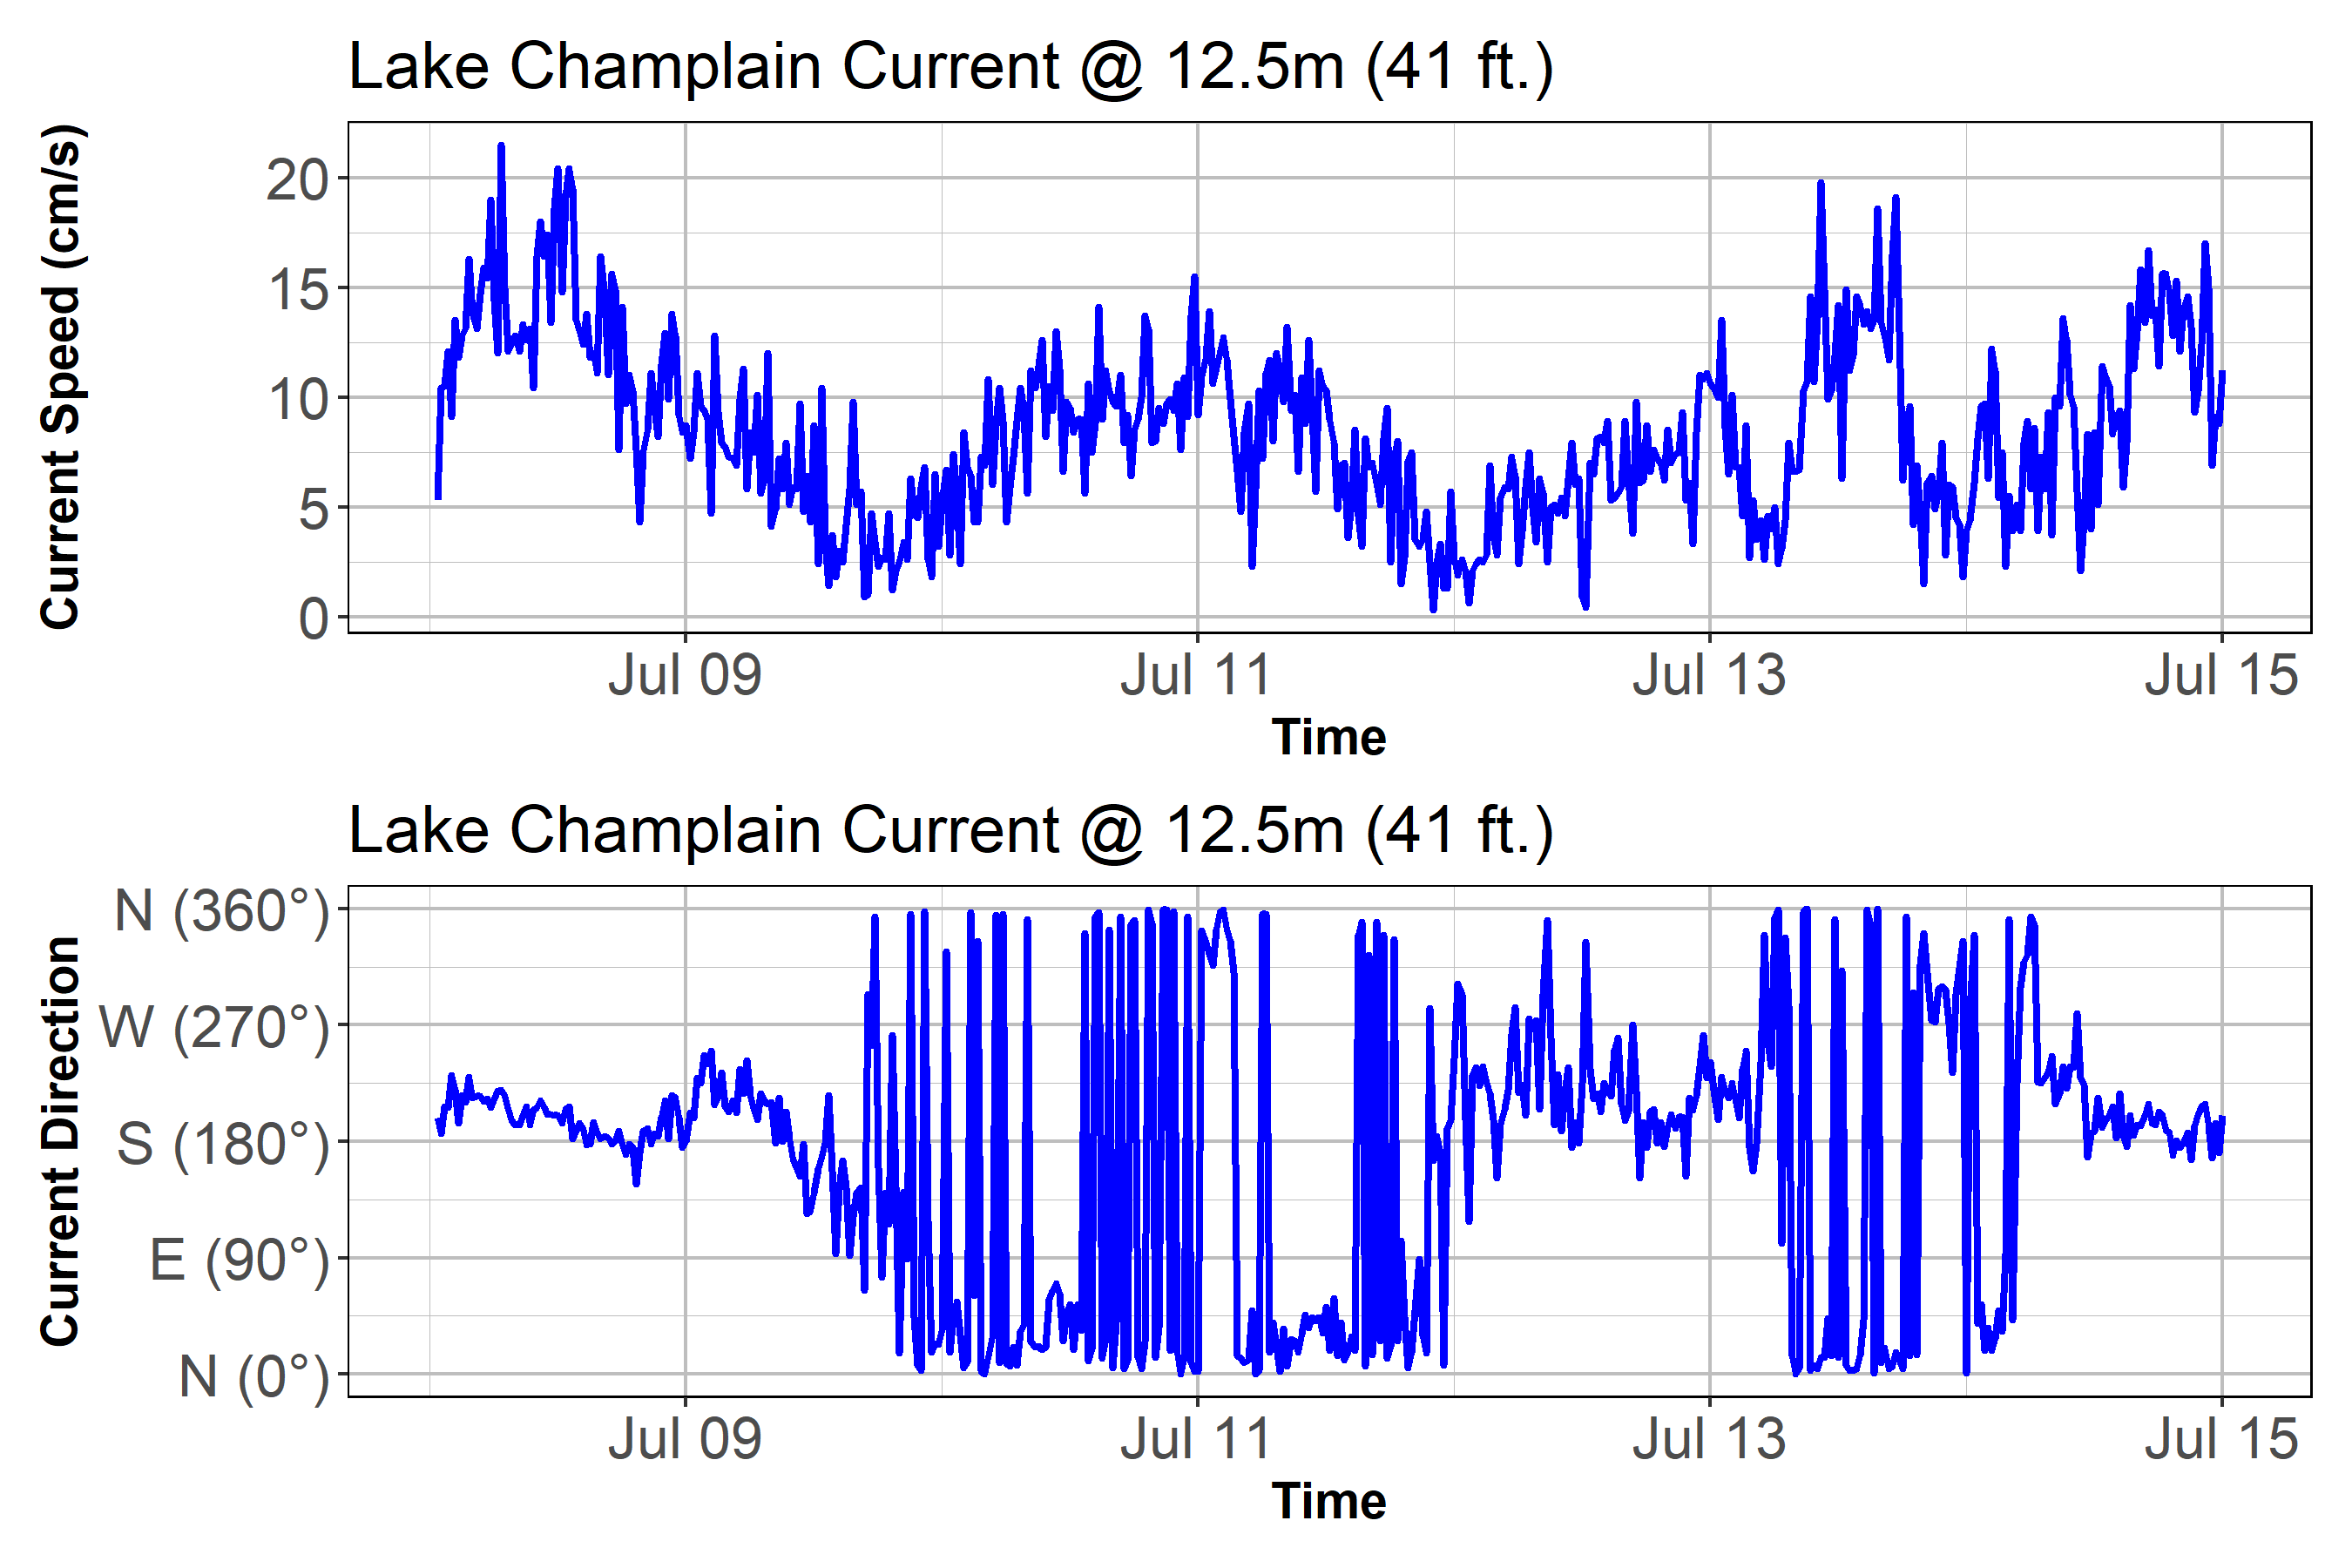 Lake Champlain Current @ 12.5m (41 ft.)
Current Speed (cm/s)
20
15
10
5
0
Jul 09 Jul 11 Jul 13 Jul 15
Time
Lake Champlain Current @ 12.5m (41 ft.)
Current Direction
N (360°)
W (270°)
S (180°)
E (90°)
N (0°)
Jul 09 Jul 11 Jul 13 Jul 15
Time